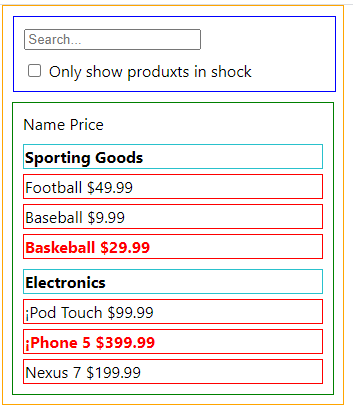 Search...
Only show produxts in shock
Name Price
Sporting Goods
Football $49.99
Baseball $9.99
Baskeball $29.99
Electronics
¡Pod Touch $99.99
¡Phone 5 $399.99
Nexus 7 $199.99